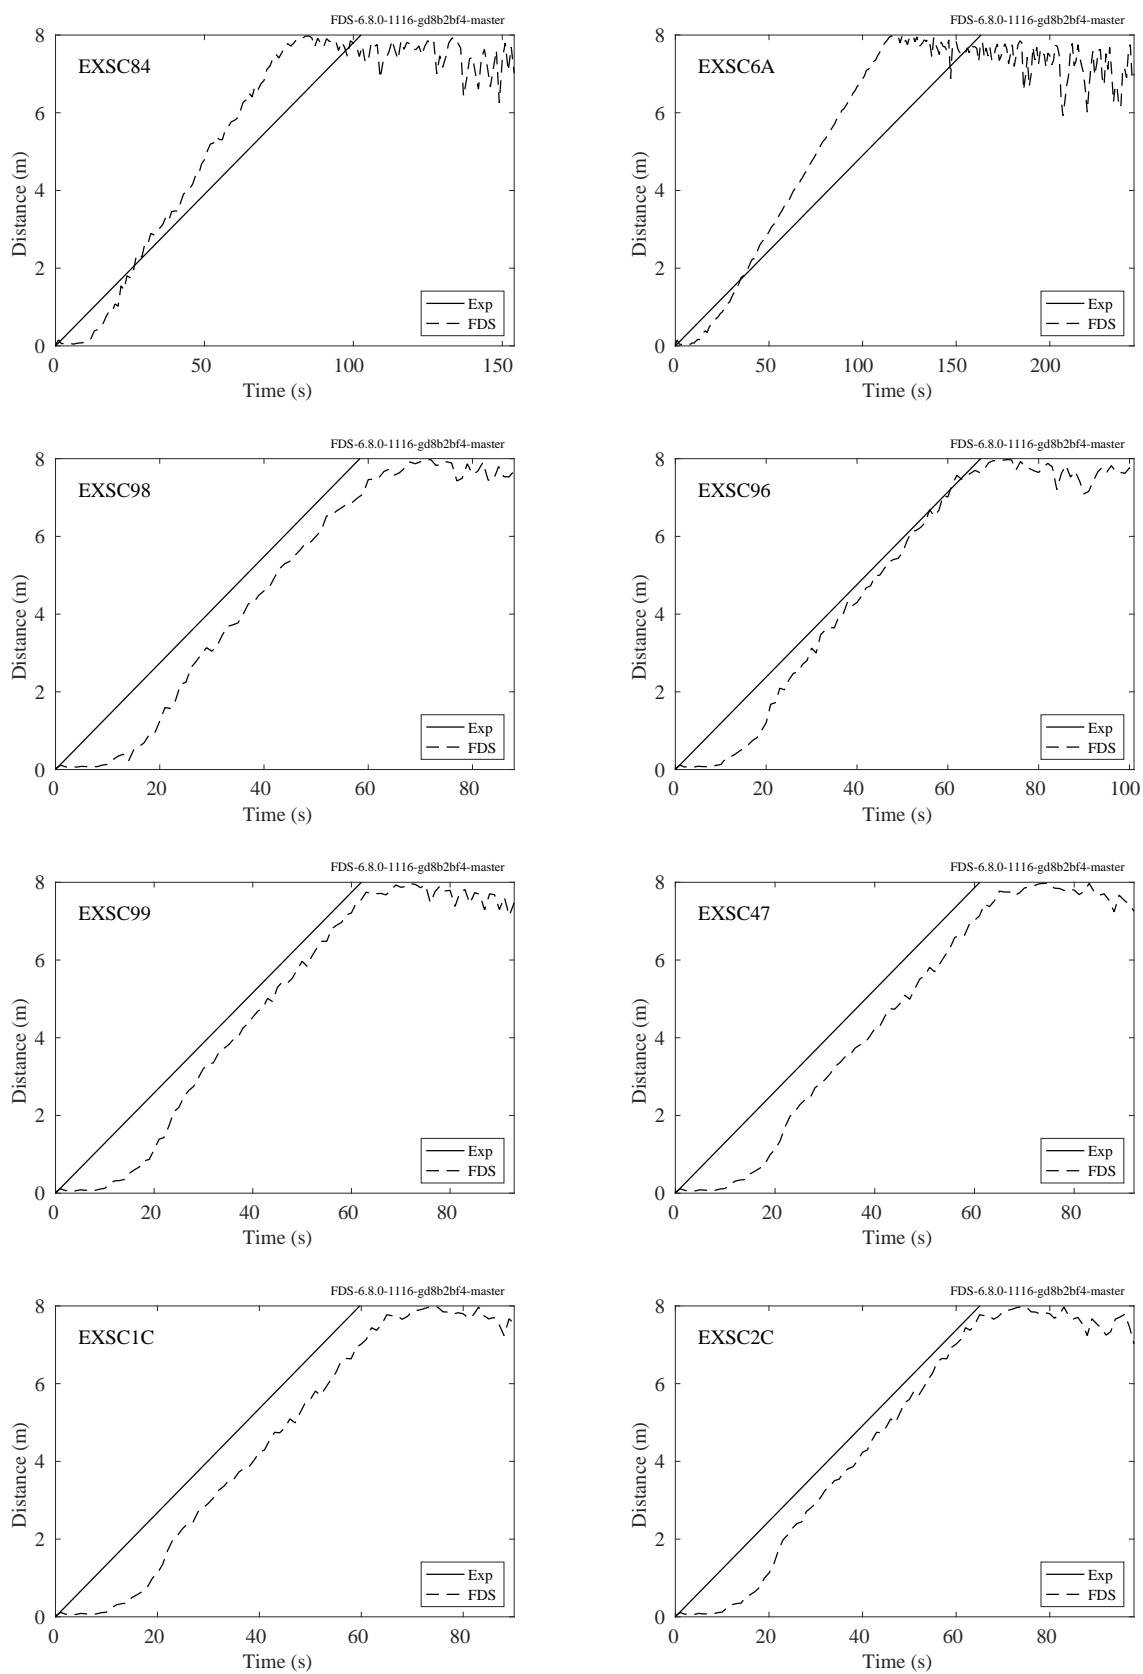 FDS-6.8.0-1116-gd8b2bf4-master
EXSC84
Distance (m)
8
6
4
2
0
0 50 100 150
Time (s)
Exp
FDS
FDS-6.8.0-1116-gd8b2bf4-master
EXSC6A
Distance (m)
8
6
4
2
0
0 50 100 150 200
Time (s)
Exp
FDS
FDS-6.8.0-1116-gd8b2bf4-master
EXSC98
Distance (m)
8
6
4
2
0
0 20 40 60 80
Time (s)
Exp
FDS
FDS-6.8.0-1116-gd8b2bf4-master
EXSC96
Distance (m)
8
6
4
2
0
0 20 40 60 80 100
Time (s)
Exp
FDS
FDS-6.8.0-1116-gd8b2bf4-master
EXSC99
Distance (m)
8
6
4
2
0
0 20 40 60 80
Time (s)
Exp
FDS
FDS-6.8.0-1116-gd8b2bf4-master
EXSC47
Distance (m)
8
6
4
2
0
0 20 40 60 80
Time (s)
Exp
FDS
FDS-6.8.0-1116-gd8b2bf4-master
EXSC1C
Distance (m)
8
6
4
2
0
0 20 40 60 80
Time (s)
Exp
FDS
FDS-6.8.0-1116-gd8b2bf4-master
EXSC2C
Distance (m)
8
6
4
2
0
0 20 40 60 80
Time (s)
Exp
FDS